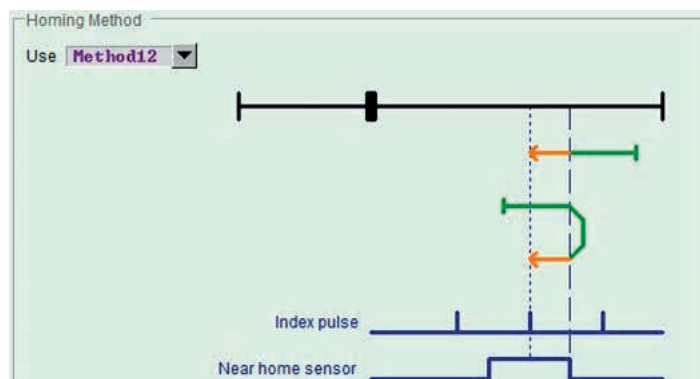 Homing Method
Use Method12
Index pulse
Near home sensor